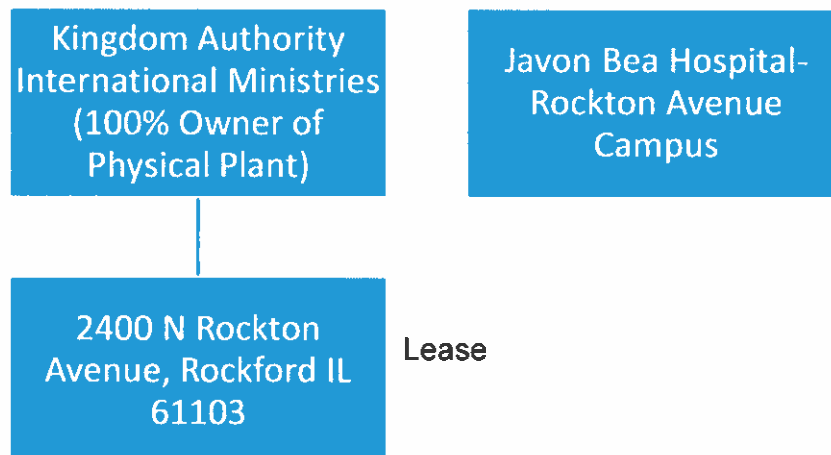 Kingdom Authority
International Ministries
(100% Owner of
Physical Plant)
Javon Bea Hospital-
Rockton Avenue
Campus
2400 N Rockton
Avenue, Rockford IL
61103
Lease